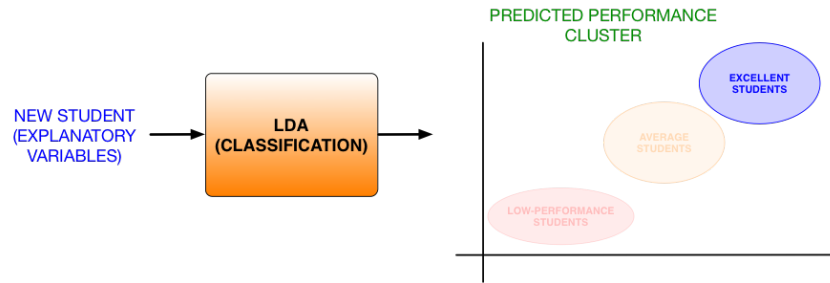 PREDICTED PERFORMANCE
CLUSTER
NEW STUDENT
(EXPLANATORY
VARIABLES)
LDA
(CLASSIFICATION)
EXCELLENT
STUDENTS
AVERAGE
STUDENTS
LOW-PERFORMANCE
STUDENTS